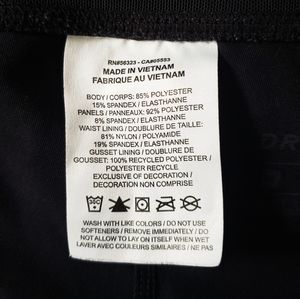 RN#56323 - CA#05553
MADE IN VIETNAM
FABRIQUE AU VIETNAM
BODY / CORPS: 85% POLYESTER
15% SPANDEX / ELASTHANNE
PANELS / PANNEAUX: 92% POLYESTER
8% SPANDEX / ELASTHANNE
WAIST LINING / DOUBLURE DE TAILLE:
81% NYLON / POLYAMIDE
19% SPANDEX / ELASTHANNE
GUSSET LINING / DOUBLURE DE
GOUSSET: 100% RECYCLED POLYESTER /
POLYESTER RECYCLE
EXCLUSIVE OF DECORATION /
DECORATION NON COMPRISE
WASH WITH LIKE COLORS / DO NOT USE
SOFTENERS / REMOVE IMMEDIATELY / DO NOT
ALLOW TO LAY ON ITSELF WHEN WET
LAVER AVEC COULEURS SIMILAIRES / NE PAS